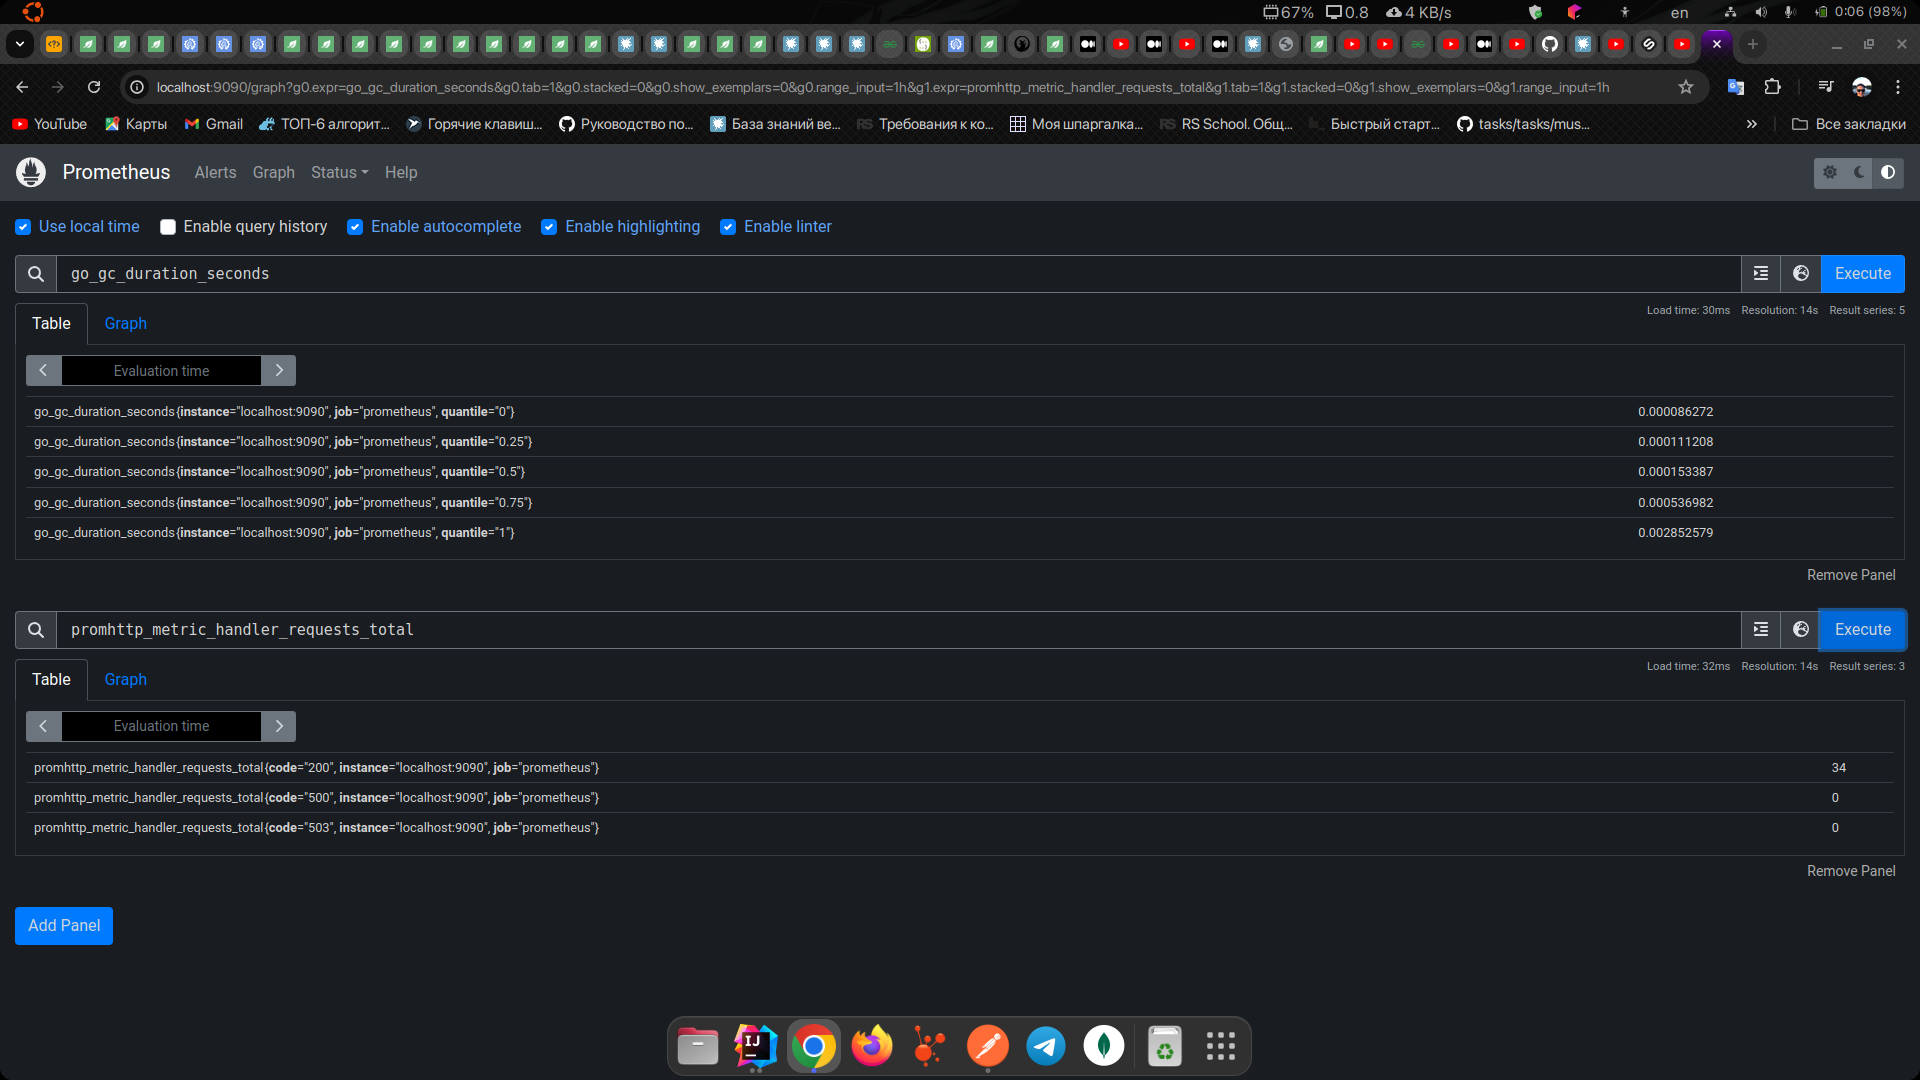 67% 0.8 4 KB/s en 0:06 (98%)
localhost:9090/graph?g0.expr=go_gc_duration_seconds&g0.tab=1&g0.stacked=0&g0.show_exemplars=0&g0.range_input=1h&g1.expr=promhttp_metric_handler_requests_total&g1.tab=1&g1.stacked=0&g1.show_exemplars=0&g1.range_input=1h
YouTube Карты Gmail ТОП-6 алгорит... Горячие клавиш... Руководство по... База знаний ве... RS Требования к ко... Моя шпаргалка... RS RS School. Общ... Быстрый старт... tasks/tasks/mus... » Все закладки
Prometheus Alerts Graph Status Help
Use local time Enable query history Enable autocomplete Enable highlighting Enable linter
go_gc_duration_seconds Execute
Table Graph Load time: 30ms Resolution: 14s Result series: 5
Evaluation time
go_gc_duration_seconds{instance="localhost:9090", job="prometheus", quantile="0"} 0.000086272
go_gc_duration_seconds{instance="localhost:9090", job="prometheus", quantile="0.25"} 0.000111208
go_gc_duration_seconds{instance="localhost:9090", job="prometheus", quantile="0.5"} 0.000153387
go_gc_duration_seconds{instance="localhost:9090", job="prometheus", quantile="0.75"} 0.000536982
go_gc_duration_seconds{instance="localhost:9090", job="prometheus", quantile="1"} 0.002852579
Remove Panel
promhttp_metric_handler_requests_total Execute
Table Graph Load time: 32ms Resolution: 14s Result series: 3
Evaluation time
promhttp_metric_handler_requests_total{code="200", instance="localhost:9090", job="prometheus"} 34
promhttp_metric_handler_requests_total{code="500", instance="localhost:9090", job="prometheus"} 0
promhttp_metric_handler_requests_total{code="503", instance="localhost:9090", job="prometheus"} 0
Remove Panel
Add Panel
IJ